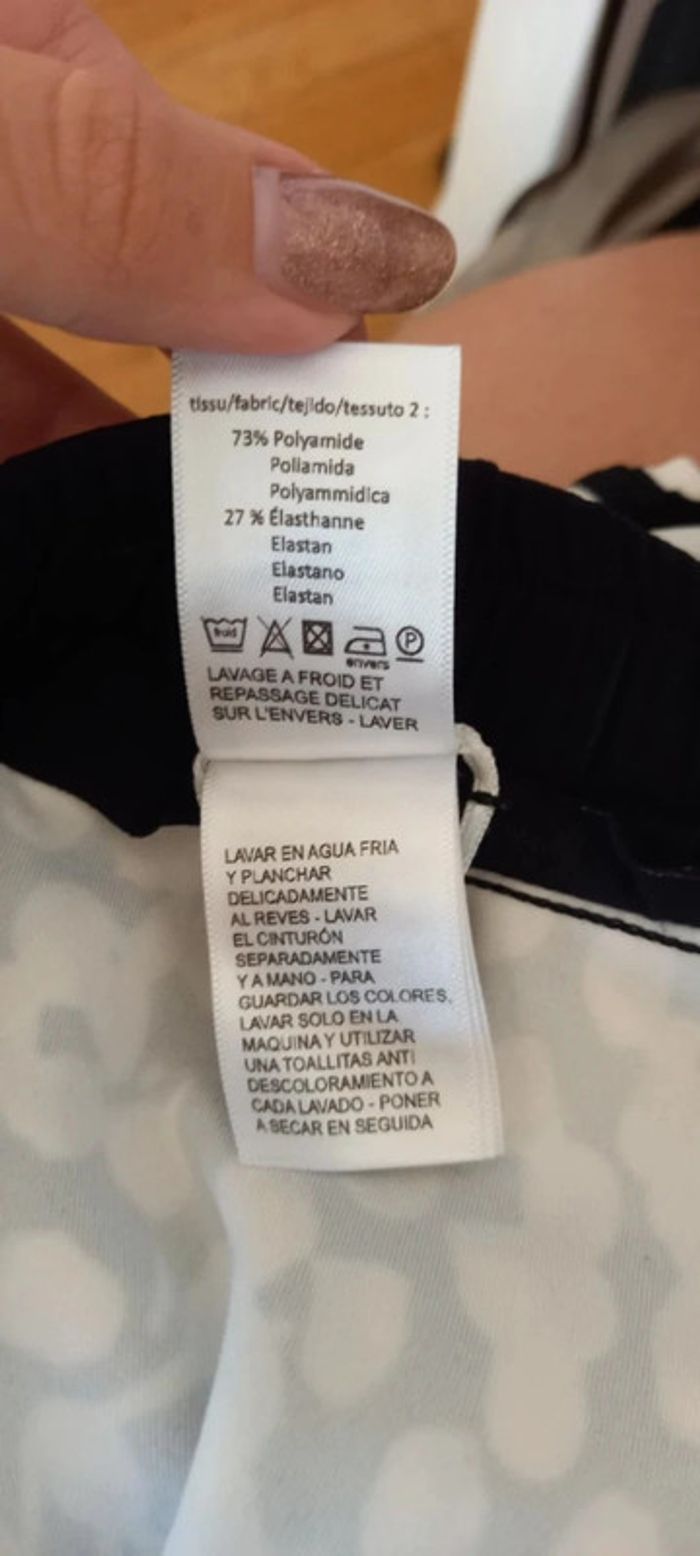 tissu/fabric/tejido/tessuto 2 :
73% Polyamide
Poliamida
Polyammidica
27 % Élasthanne
Elastan
Elastano
Elastan
froid
envers
P
LAVAGE A FROID ET
REPASSAGE DELICAT
SUR L'ENVERS - LAVER
LAVAR EN AGUA FRIA
Y PLANCHAR
DELICADAMENTE
AL REVES - LAVAR
EL CINTURÓN
SEPARADAMENTE
Y A MANO - PARA
GUARDAR LOS COLORES,
LAVAR SOLO EN LA
MAQUINA Y UTILIZAR
UNA TOALLITAS ANTI
DESCOLORAMIENTO A
CADA LAVADO - PONER
A SECAR EN SEGUIDA